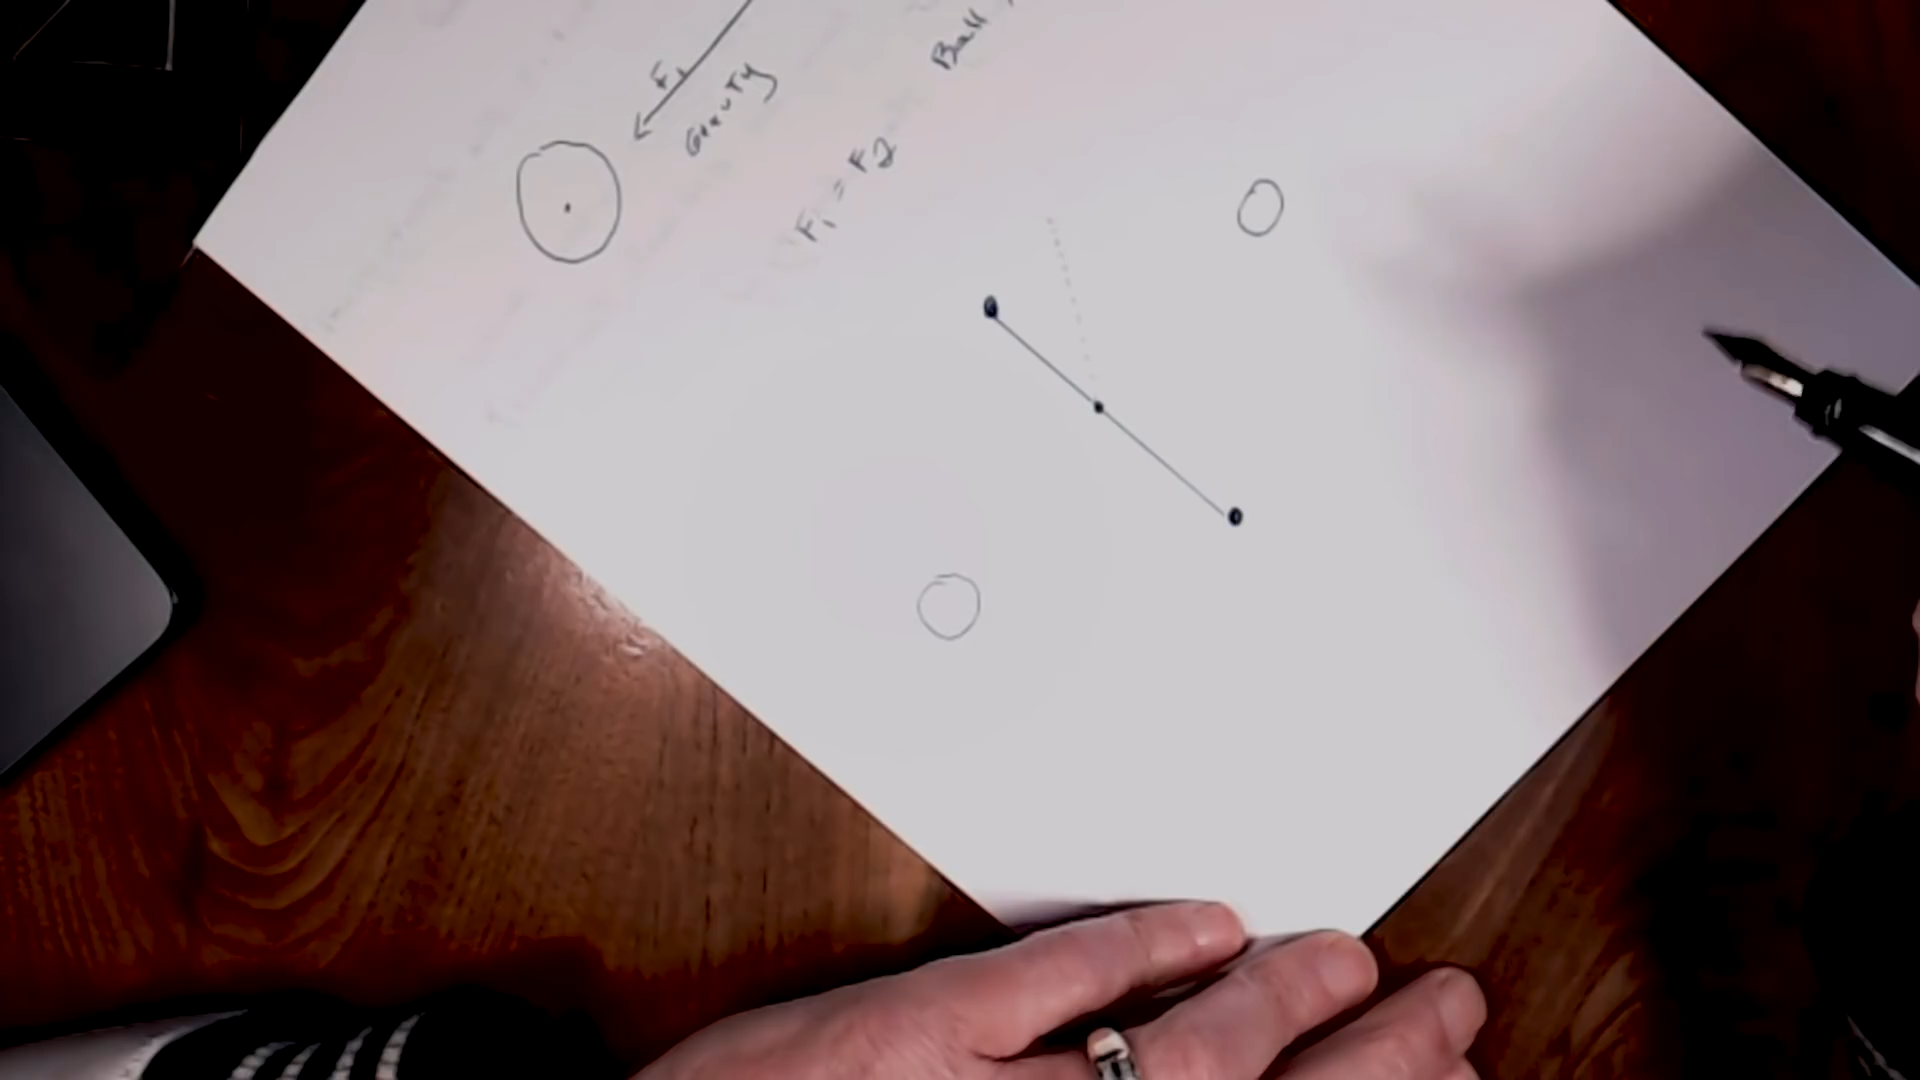 F₁
Gravity
F₁ = F2
Ball